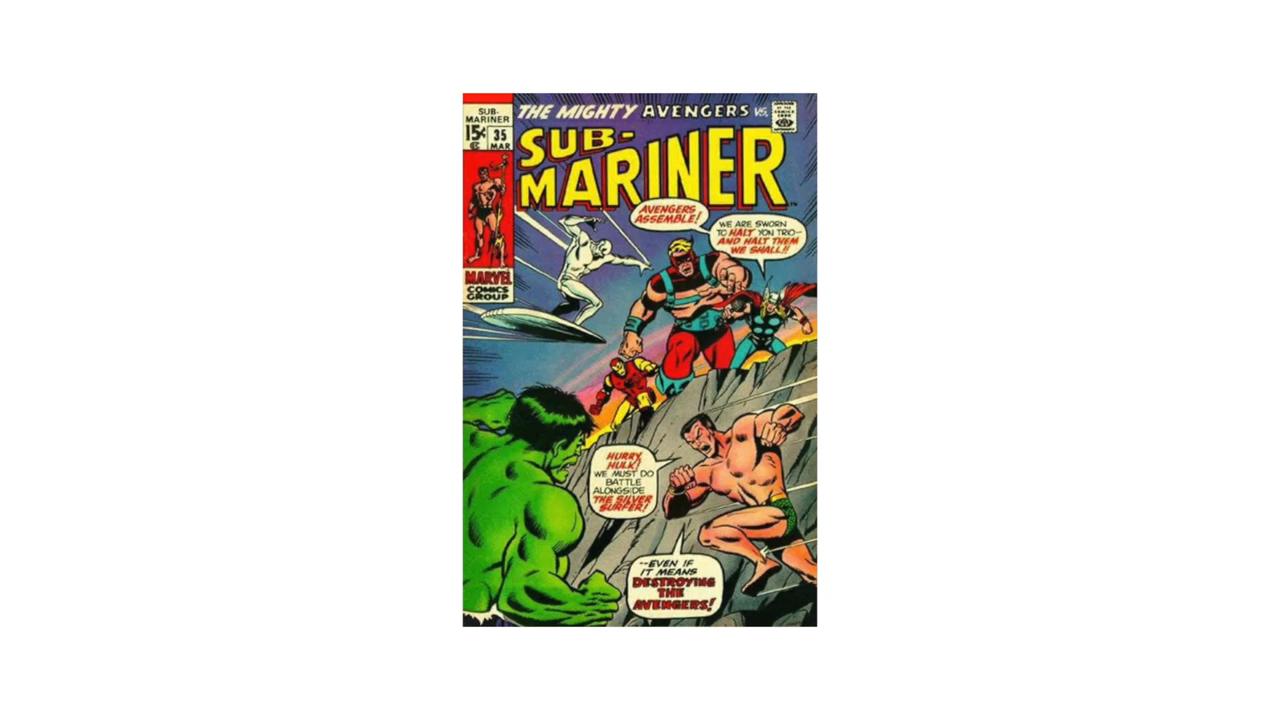 SUB-
MARINER
15¢
35
MAR
THE MIGHTY AVENGERS
SUB-
MARINER
AVENGERS
ASSEMBLE!
WE ARE SWORN
TO HALT YON TRIO—
AND HALT THEM
WE SHALL!!
MARVEL
COMICS
GROUP
HURRY,
HULK!
WE MUST DO
BATTLE
ALONGSIDE
THE SILVER
SURFER!
--EVEN IF
IT MEANS
DESTROYING
THE
AVENGERS!